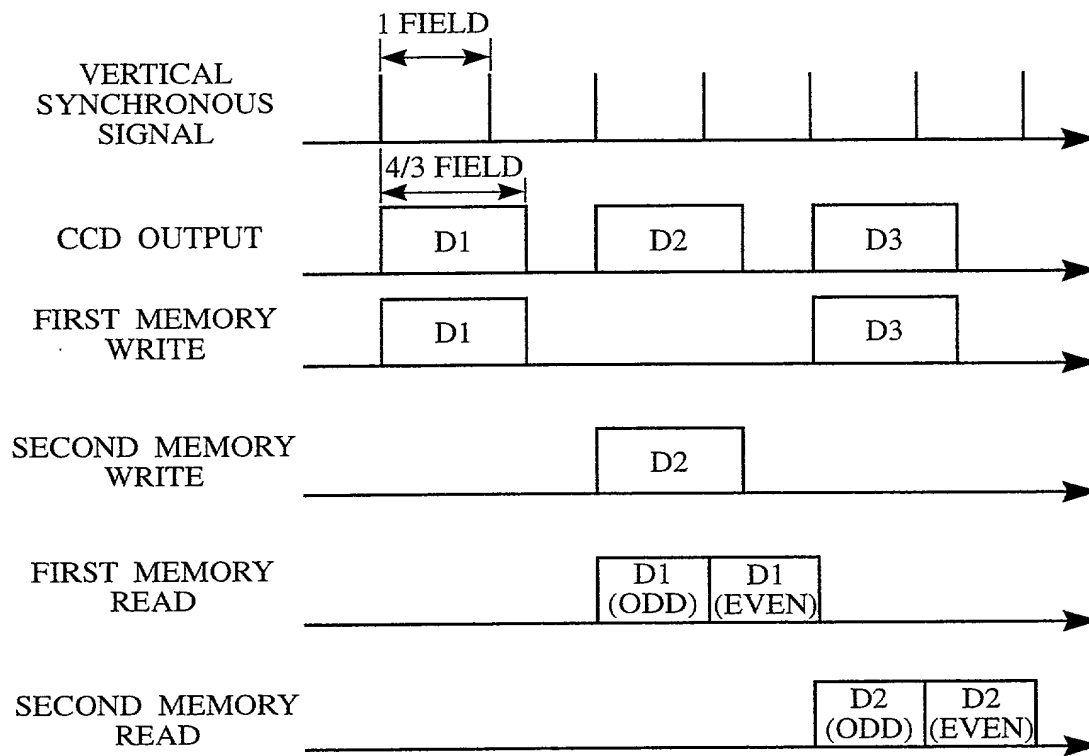 1 FIELD
VERTICAL
SYNCHRONOUS
SIGNAL
4/3 FIELD
CCD OUTPUT
D1
D2
D3
FIRST MEMORY
WRITE
D1
D3
SECOND MEMORY
WRITE
D2
FIRST MEMORY
READ
D1
(ODD)
D1
(EVEN)
SECOND MEMORY
READ
D2
(ODD)
D2
(EVEN)